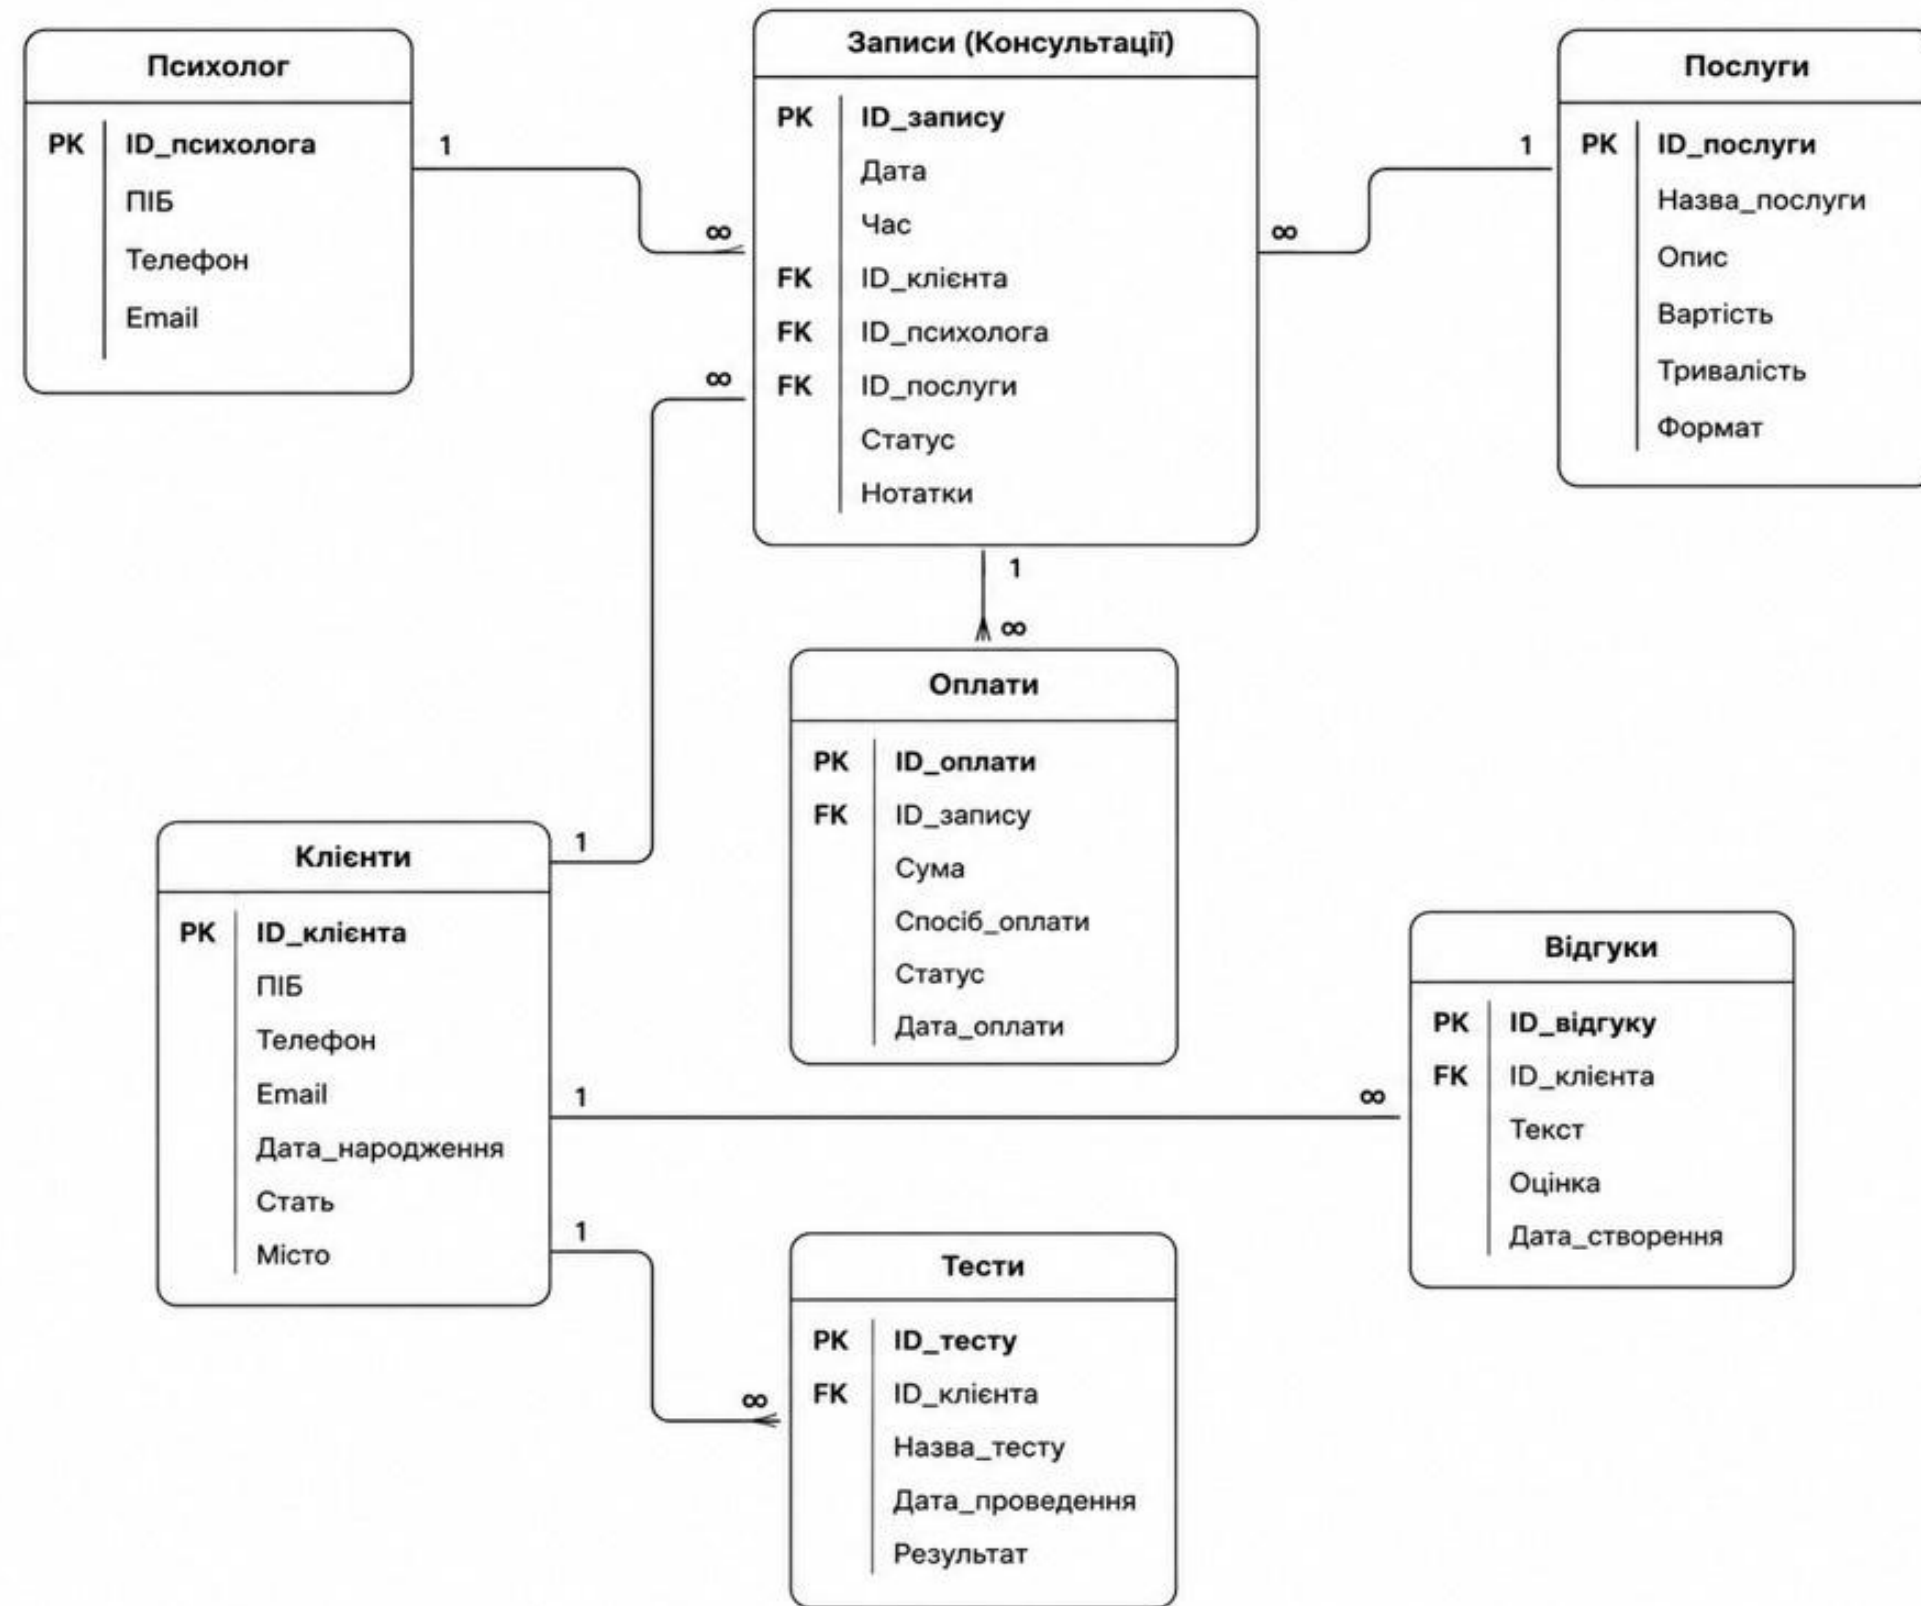 Психолог
PK ID_психолога
ПІБ
Телефон
Email
Записи (Консультації)
PK ID_запису
Дата
Час
FK ID_клієнта
FK ID_психолога
FK ID_послуги
Статус
Нотатки
Послуги
PK ID_послуги
Назва_послуги
Опис
Вартість
Тривалість
Формат
1
∞
1
∞
∞
1
1
∞
Оплати
PK ID_оплати
FK ID_запису
Сума
Спосіб_оплати
Статус
Дата_оплати
Клієнти
PK ID_клієнта
ПІБ
Телефон
Email
Дата_народження
Стать
Місто
1
∞
1
∞
Відгуки
PK ID_відгуку
FK ID_клієнта
Текст
Оцінка
Дата_створення
Тести
PK ID_тесту
FK ID_клієнта
Назва_тесту
Дата_проведення
Результат